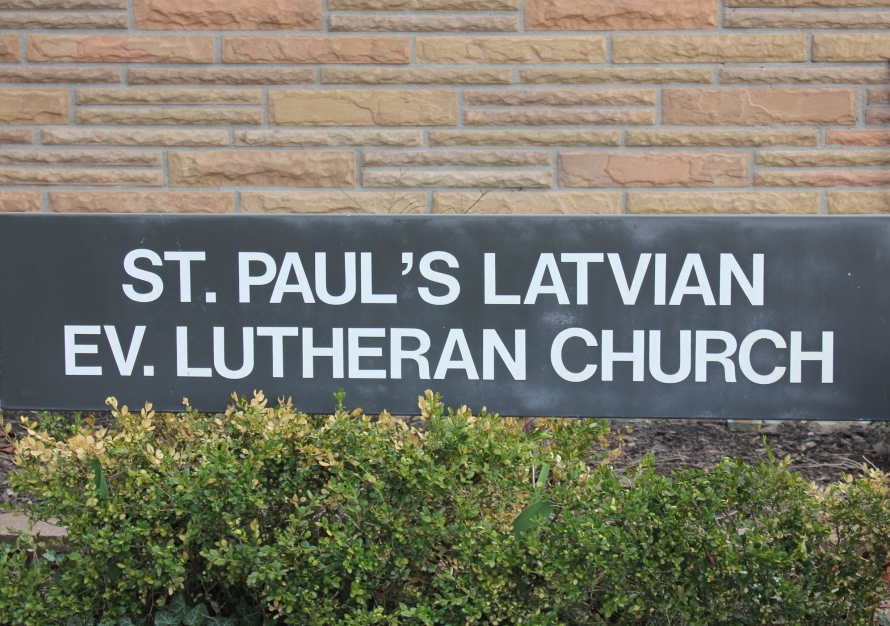 ST. PAUL’S LATVIAN
EV. LUTHERAN CHURCH